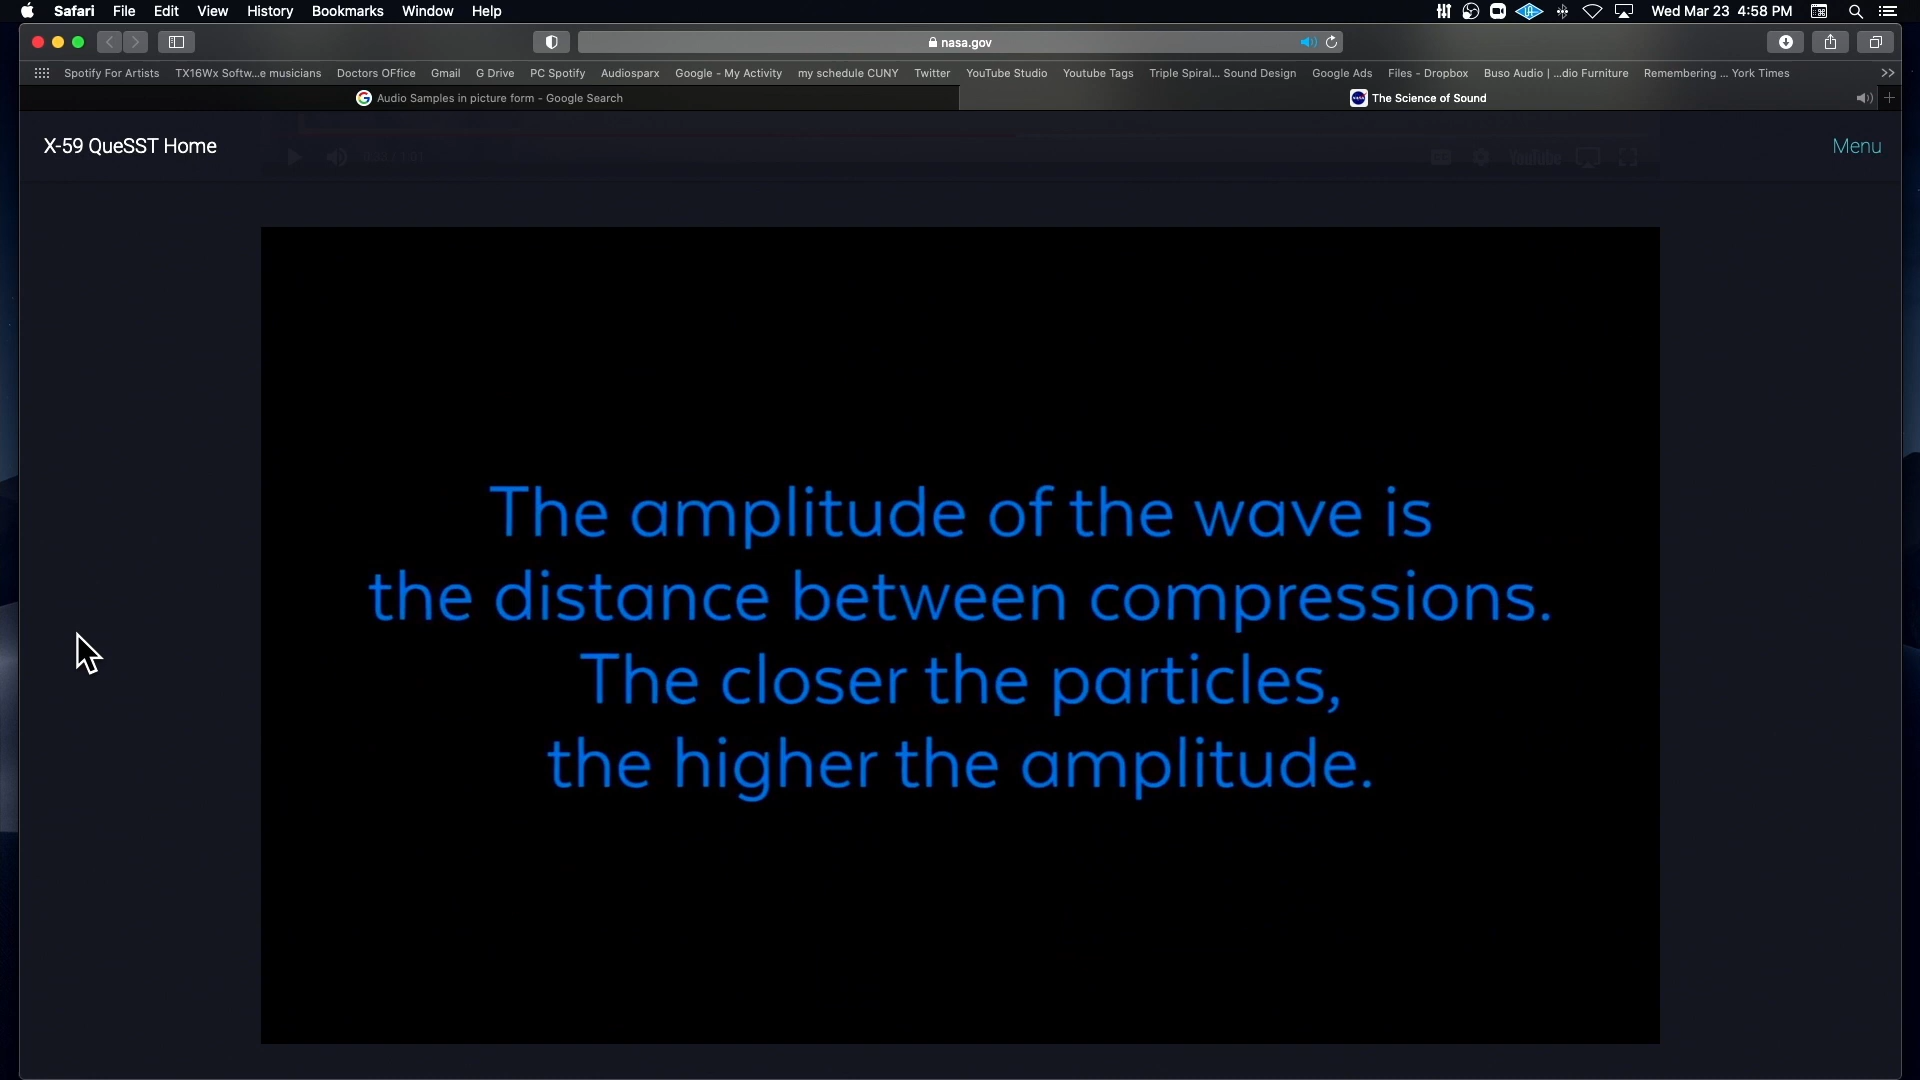 Safari File Edit View History Bookmarks Window Help Wed Mar 23 4:58 PM
nasa.gov
Spotify For Artists TX16Wx Softw...e musicians Doctors OFfice Gmail G Drive PC Spotify Audiosparx Google - My Activity my schedule CUNY Twitter YouTube Studio Youtube Tags Triple Spiral... Sound Design Google Ads Files - Dropbox Buso Audio | ...dio Furniture Remembering ... York Times
Audio Samples in picture form - Google Search The Science of Sound
X-59 QueSST Home YouTube Menu
The amplitude of the wave is
the distance between compressions.
The closer the particles,
the higher the amplitude.